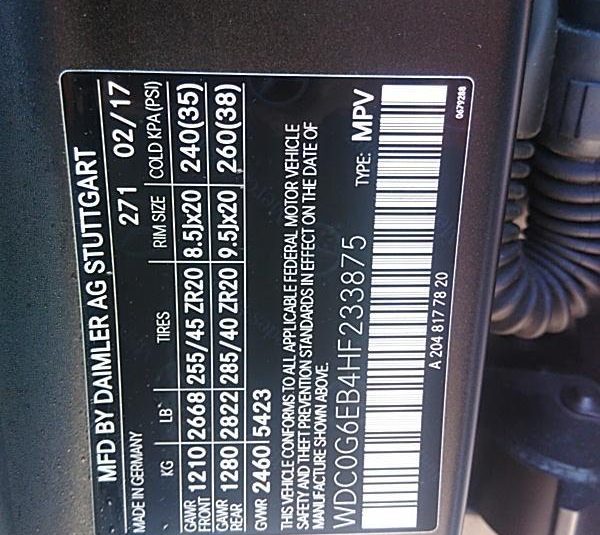 MFD BY DAIMLER AG STUTTGART
MADE IN GERMANY 271 02/17
KG LB TIRES RIM SIZE COLD KPA (PSI)
GAWR FRONT 1210 2668 255/45 ZR20 8.5Jx20 240(35)
GAWR REAR 1280 2822 285/40 ZR20 9.5Jx20 260(38)
GVWR 2460 5423
THIS VEHICLE CONFORMS TO ALL APPLICABLE FEDERAL MOTOR VEHICLE
SAFETY AND THEFT PREVENTION STANDARDS IN EFFECT ON THE DATE OF
MANUFACTURE SHOWN ABOVE.
WDC0G6EB4HF233875 TYPE: MPV
A 204 817 78 20
0679288